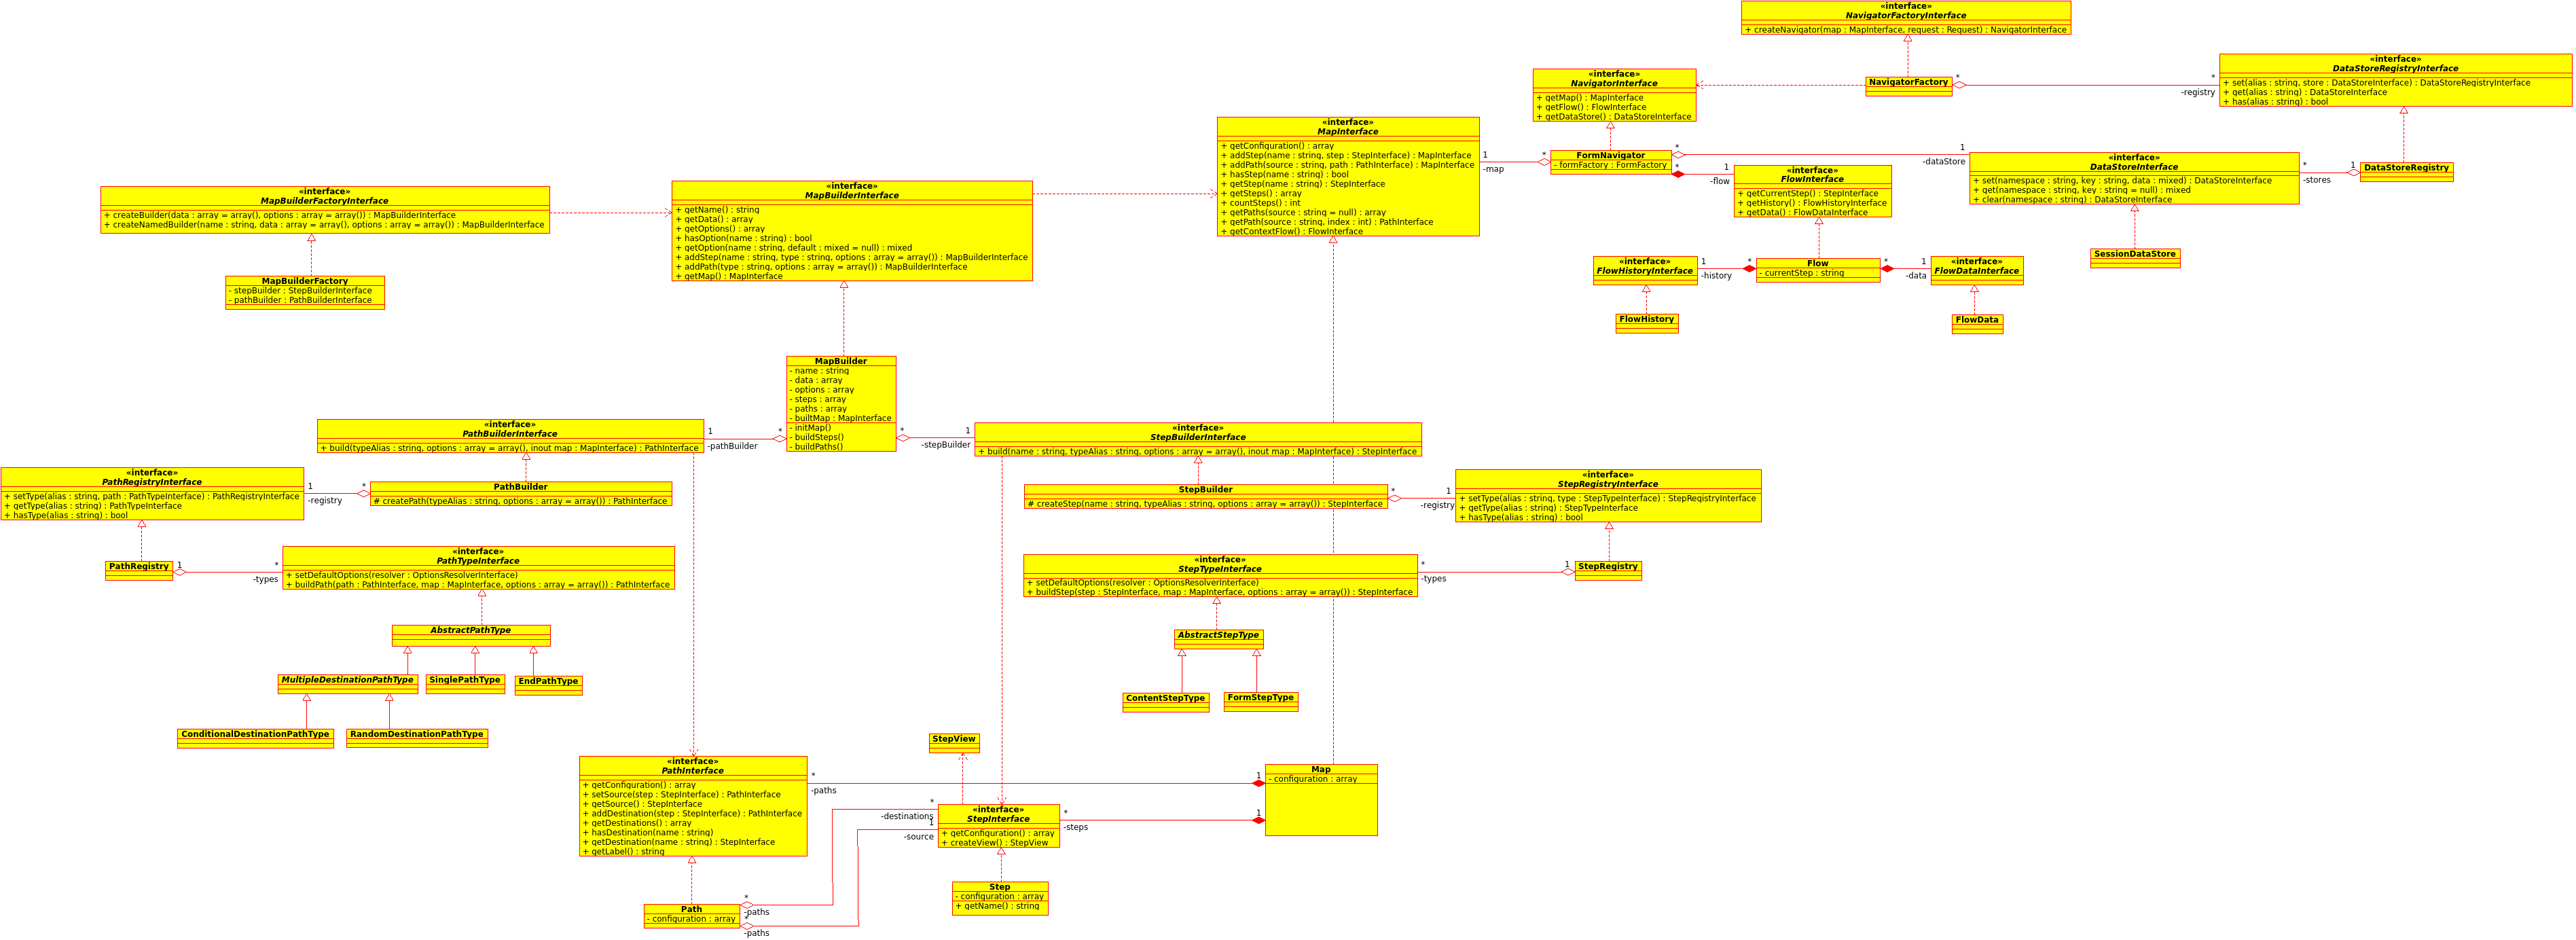 «interface»
NavigatorFactoryInterface
+ createNavigator(map : MapInterface, request : Request) : NavigatorInterface
«interface»
DataStoreRegistryInterface
+ set(alias : string, store : DataStoreInterface) : DataStoreRegistryInterface
+ get(alias : string) : DataStoreInterface
+ has(alias : string) : bool
«interface»
NavigatorInterface
+ getMap() : MapInterface
+ getFlow() : FlowInterface
+ getDataStore() : DataStoreInterface
NavigatorFactory
*
*
-registry
«interface»
MapInterface
+ getConfiguration() : array
+ addStep(name : string, step : StepInterface) : MapInterface
+ addPath(source : string, path : PathInterface) : MapInterface
+ hasStep(name : string) : bool
+ getStep(name : string) : StepInterface
+ getSteps() : array
+ countSteps() : int
+ getPaths(source : string = null) : array
+ getPath(source : string, index : int) : PathInterface
+ getContextFlow() : FlowInterface
1
-map
*
FormNavigator
- formFactory : FormFactory
*
1
-dataStore
*
1
-flow
«interface»
FlowInterface
+ getCurrentStep() : StepInterface
+ getHistory() : FlowHistoryInterface
+ getData() : FlowDataInterface
«interface»
DataStoreInterface
+ set(namespace : string, key : string, data : mixed) : DataStoreInterface
+ get(namespace : string, key : string = null) : mixed
+ clear(namespace : string) : DataStoreInterface
*
-stores
1
DataStoreRegistry
SessionDataStore
«interface»
FlowHistoryInterface
1
-history
*
Flow
- currentStep : string
*
1
-data
«interface»
FlowDataInterface
FlowHistory
FlowData
«interface»
MapBuilderFactoryInterface
+ createBuilder(data : array = array(), options : array = array()) : MapBuilderInterface
+ createNamedBuilder(name : string, data : array = array(), options : array = array()) : MapBuilderInterface
MapBuilderFactory
- stepBuilder : StepBuilderInterface
- pathBuilder : PathBuilderInterface
«interface»
MapBuilderInterface
+ getName() : string
+ getData() : array
+ getOptions() : array
+ hasOption(name : string) : bool
+ getOption(name : string, default : mixed = null) : mixed
+ addStep(name : string, type : string, options : array = array()) : MapBuilderInterface
+ addPath(type : string, options : array = array()) : MapBuilderInterface
+ getMap() : MapInterface
MapBuilder
- name : string
- data : array
- options : array
- steps : array
- paths : array
- builtMap : MapInterface
- initMap()
- buildSteps()
- buildPaths()
«interface»
PathBuilderInterface
+ build(typeAlias : string, options : array = array(), inout map : MapInterface) : PathInterface
1
-pathBuilder
*
*
1
-stepBuilder
«interface»
StepBuilderInterface
+ build(name : string, typeAlias : string, options : array = array(), inout map : MapInterface) : StepInterface
«interface»
PathRegistryInterface
+ setType(alias : string, path : PathTypeInterface) : PathRegistryInterface
+ getType(alias : string) : PathTypeInterface
+ hasType(alias : string) : bool
1
-registry
*
PathBuilder
# createPath(typeAlias : string, options : array = array()) : PathInterface
StepBuilder
# createStep(name : string, typeAlias : string, options : array = array()) : StepInterface
*
1
-registry
«interface»
StepRegistryInterface
+ setType(alias : string, type : StepTypeInterface) : StepRegistryInterface
+ getType(alias : string) : StepTypeInterface
+ hasType(alias : string) : bool
PathRegistry
1
*
-types
«interface»
PathTypeInterface
+ setDefaultOptions(resolver : OptionsResolverInterface)
+ buildPath(path : PathInterface, map : MapInterface, options : array = array()) : PathInterface
«interface»
StepTypeInterface
+ setDefaultOptions(resolver : OptionsResolverInterface)
+ buildStep(step : StepInterface, map : MapInterface, options : array = array()) : StepInterface
*
-types
1
StepRegistry
AbstractPathType
AbstractStepType
MultipleDestinationPathType
SinglePathType
EndPathType
ContentStepType
FormStepType
ConditionalDestinationPathType
RandomDestinationPathType
StepView
«interface»
PathInterface
+ getConfiguration() : array
+ setSource(step : StepInterface) : PathInterface
+ getSource() : StepInterface
+ addDestination(step : StepInterface) : PathInterface
+ getDestinations() : array
+ hasDestination(name : string)
+ getDestination(name : string) : StepInterface
+ getLabel() : string
*
-paths
1
Map
- configuration : array
*
-destinations
1
-source
«interface»
StepInterface
+ getConfiguration() : array
+ createView() : StepView
*
-steps
1
Step
- configuration : array
+ getName() : string
Path
- configuration : array
*
-paths
*
-paths